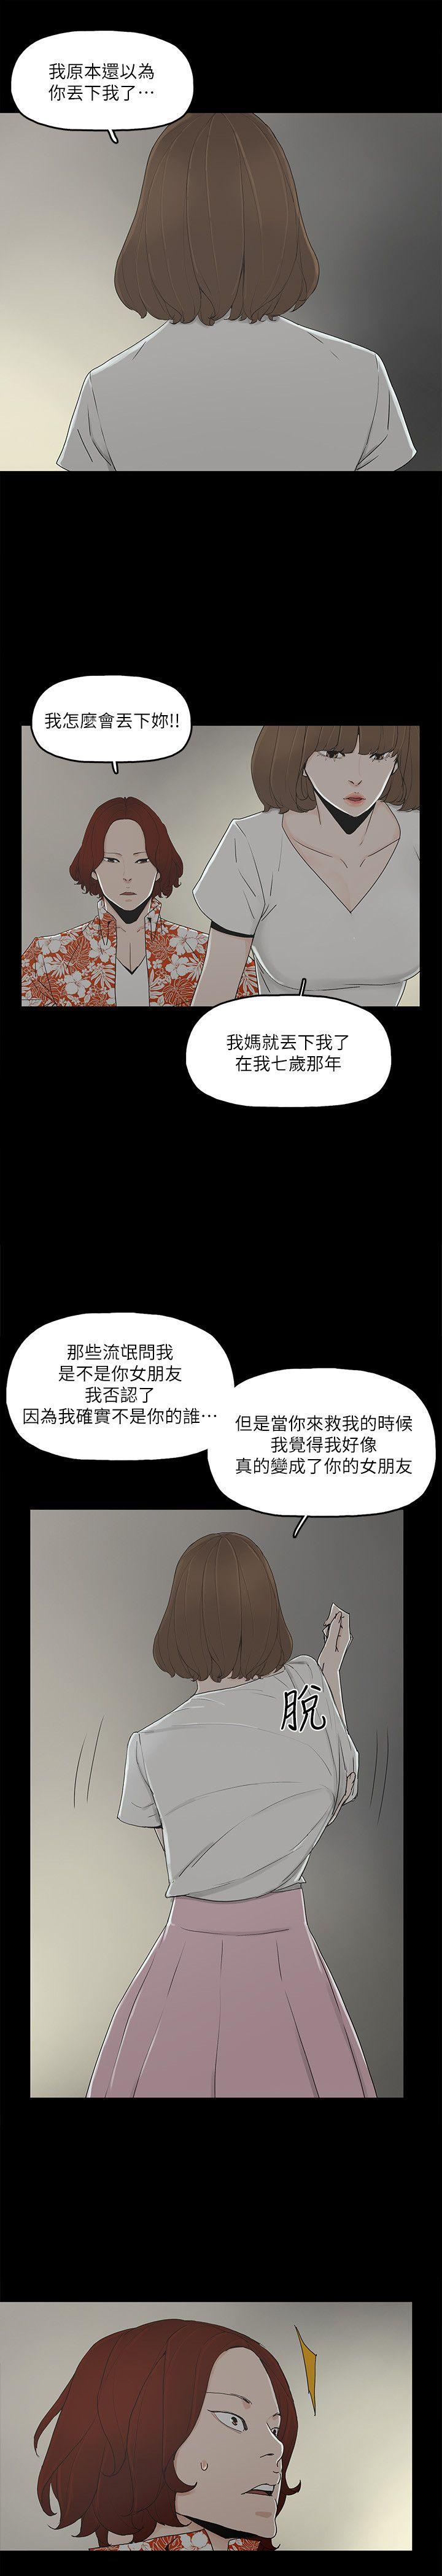 我原本還以為
你丟下我了…
我怎麼會丟下妳!!
我媽就丟下我了
在我七歲那年
那些流氓問我
是不是你女朋友
我否認了
因為我確實不是你的誰…
但是當你來救我的時候
我覺得我好像
真的變成了你的女朋友
脫